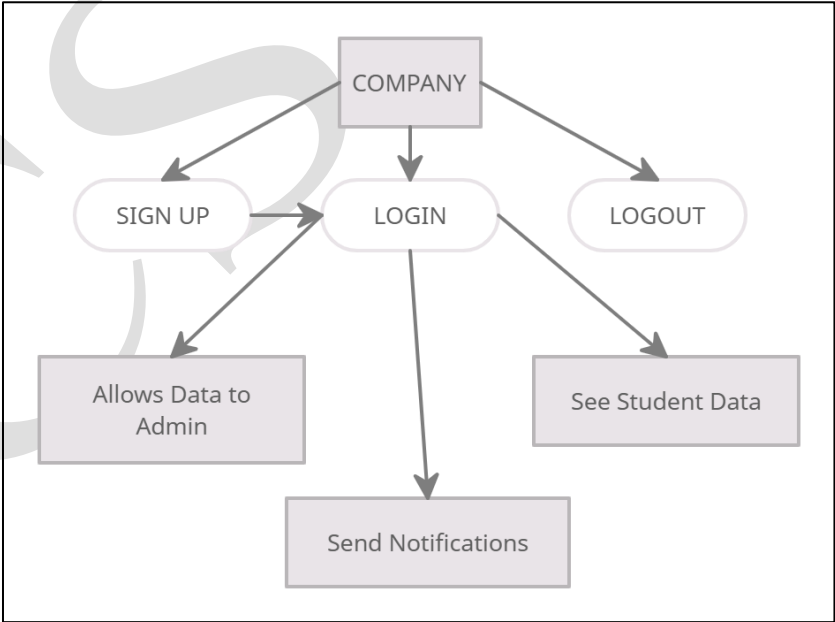 COMPANY
SIGN UP
LOGIN
LOGOUT
Allows Data to
Admin
See Student Data
Send Notifications